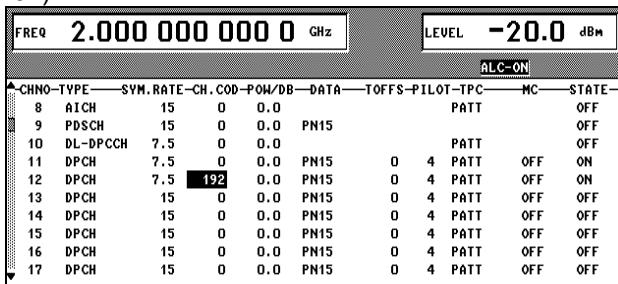 FREQ 2.000 000 000 0 GHz LEVEL -20.0 dBm
ALC-ON
CHNO-TYPE-SYM.RATE-CH.COD-POW/DB-DATA-TOFFS-PILOT-TPC-MC-STATE
8 AICH 15 0 0.0 PATT OFF
9 PDSCH 15 0 0.0 PN15 OFF
10 DL-DPCCH 7.5 0 0.0 PATT OFF
11 DPCH 7.5 0 0.0 PN15 0 4 PATT OFF ON
12 DPCH 7.5 192 0.0 PN15 0 4 PATT OFF ON
13 DPCH 15 0 0.0 PN15 0 4 PATT OFF OFF
14 DPCH 15 0 0.0 PN15 0 4 PATT OFF OFF
15 DPCH 15 0 0.0 PN15 0 4 PATT OFF OFF
16 DPCH 15 0 0.0 PN15 0 4 PATT OFF OFF
17 DPCH 15 0 0.0 PN15 0 4 PATT OFF OFF